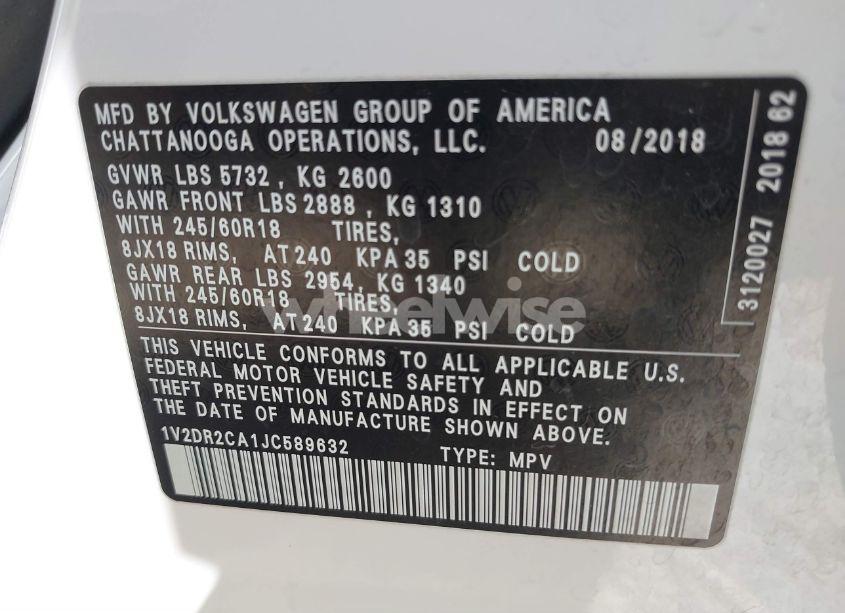 MFD BY VOLKSWAGEN GROUP OF AMERICA
CHATTANOOGA OPERATIONS, LLC. 08/2018
GVWR LBS 5732 , KG 2600
GAWR FRONT LBS 2888 , KG 1310
WITH 245/60R18 TIRES,
8JX18 RIMS, AT 240 KPA 35 PSI COLD
GAWR REAR LBS 2954, KG 1340
WITH 245/60R18 TIRES,
8JX18 RIMS, AT 240 KPA 35 PSI COLD
THIS VEHICLE CONFORMS TO ALL APPLICABLE U.S.
FEDERAL MOTOR VEHICLE SAFETY AND
THEFT PREVENTION STANDARDS IN EFFECT ON
THE DATE OF MANUFACTURE SHOWN ABOVE.
1V2DR2CA1JC589632 TYPE: MPV
3120027 2018 62
wheelwise